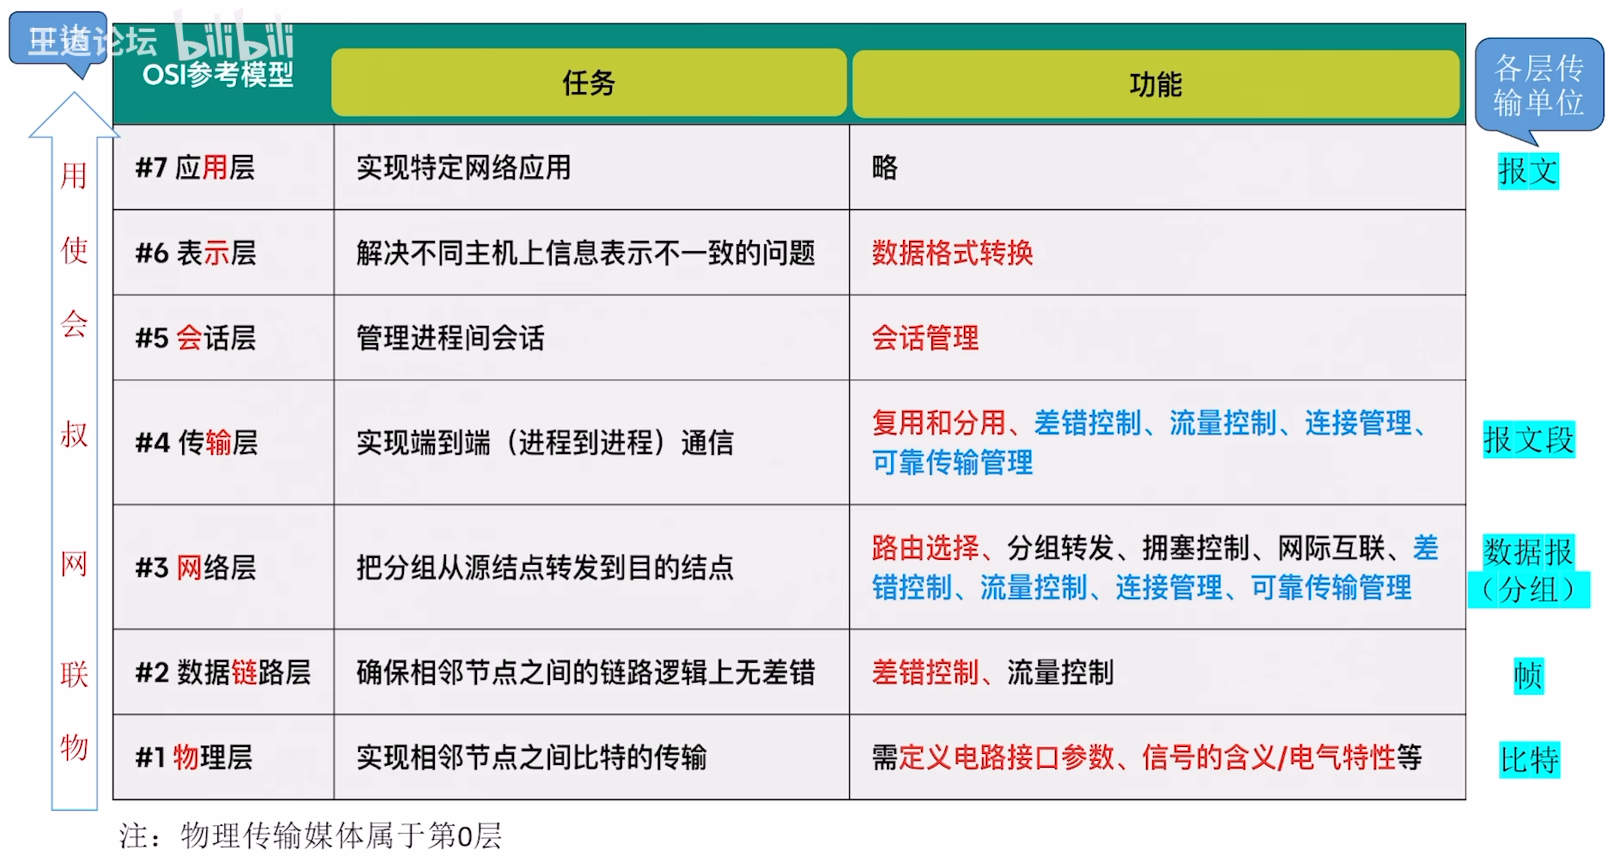 王道论坛 bilibili
OSI参考模型
任务
功能
各层传
输单位
用
使
会
叔
网
联
物
#7 应用层
实现特定网络应用
略
报文
#6 表示层
解决不同主机上信息表示不一致的问题
数据格式转换
#5 会话层
管理进程间会话
会话管理
#4 传输层
实现端到端（进程到进程）通信
复用和分用、差错控制、流量控制、连接管理、
可靠传输管理
报文段
#3 网络层
把分组从源结点转发到目的结点
路由选择、分组转发、拥塞控制、网际互联、差
错控制、流量控制、连接管理、可靠传输管理
数据报
（分组）
#2 数据链路层
确保相邻节点之间的链路逻辑上无差错
差错控制、流量控制
帧
#1 物理层
实现相邻节点之间比特的传输
需定义电路接口参数、信号的含义/电气特性等
比特
注：物理传输媒体属于第0层